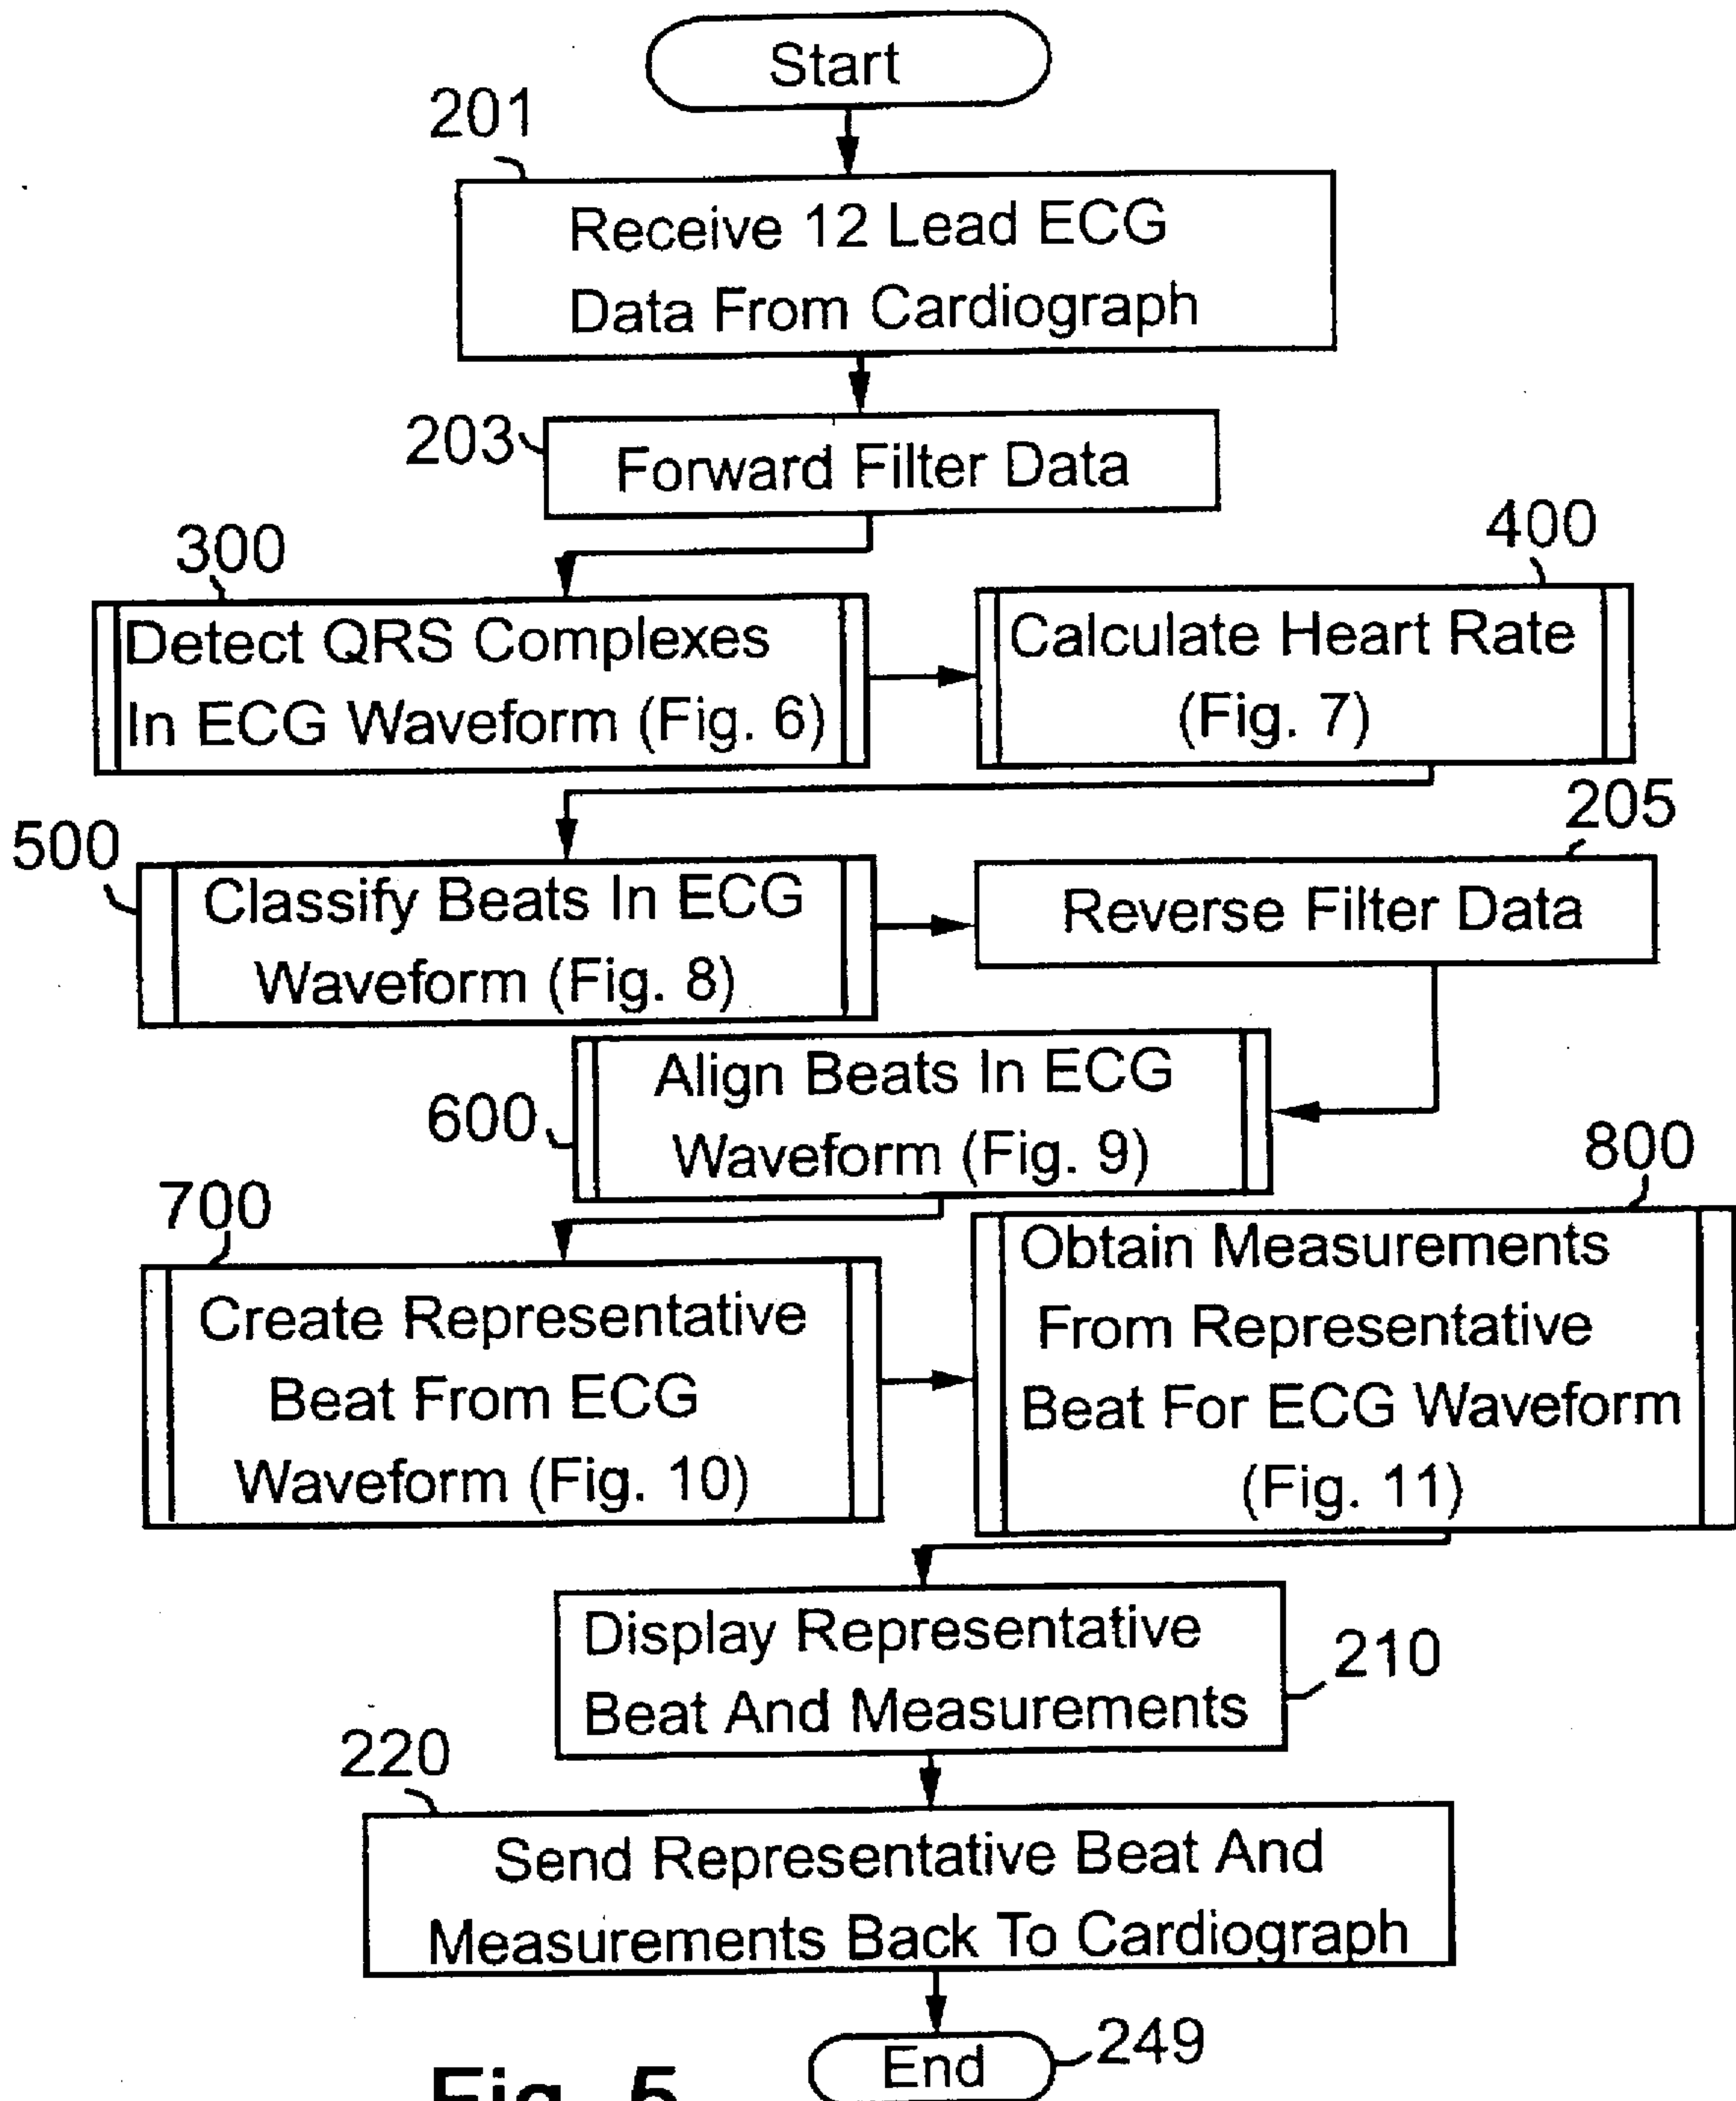 Start
201
Receive 12 Lead ECG
Data From Cardiograph
203
Forward Filter Data
300
Detect QRS Complexes
In ECG Waveform (Fig. 6)
400
Calculate Heart Rate
(Fig. 7)
500
Classify Beats In ECG
Waveform (Fig. 8)
205
Reverse Filter Data
600
Align Beats In ECG
Waveform (Fig. 9)
700
Create Representative
Beat From ECG
Waveform (Fig. 10)
800
Obtain Measurements
From Representative
Beat For ECG Waveform
(Fig. 11)
Display Representative
Beat And Measurements
210
220
Send Representative Beat And
Measurements Back To Cardiograph
End
249
Fig. 5